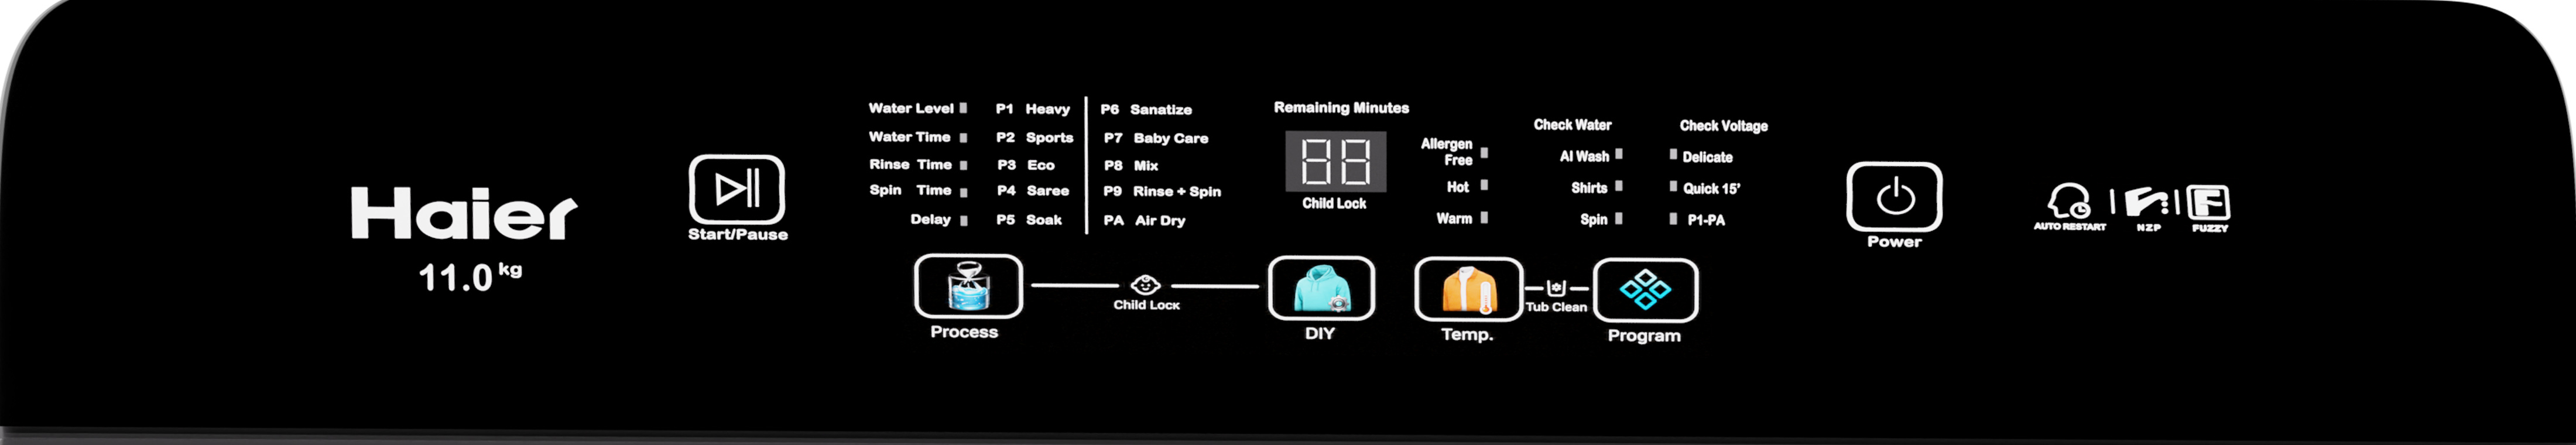 Haier
11.0 kg
Start/Pause
Water Level
Water Time
Rinse Time
Spin Time
Delay
P1 Heavy
P2 Sports
P3 Eco
P4 Saree
P5 Soak
P6 Sanatize
P7 Baby Care
P8 Mix
P9 Rinse + Spin
PA Air Dry
Remaining Minutes
88
Child Lock
Allergen
Free
Hot
Warm
Check Water
AI Wash
Shirts
Spin
Check Voltage
Delicate
Quick 15’
P1-PA
Process
Child Lock
DIY
Temp.
Tub Clean
Program
Power
AUTO RESTART
NZP
FUZZY